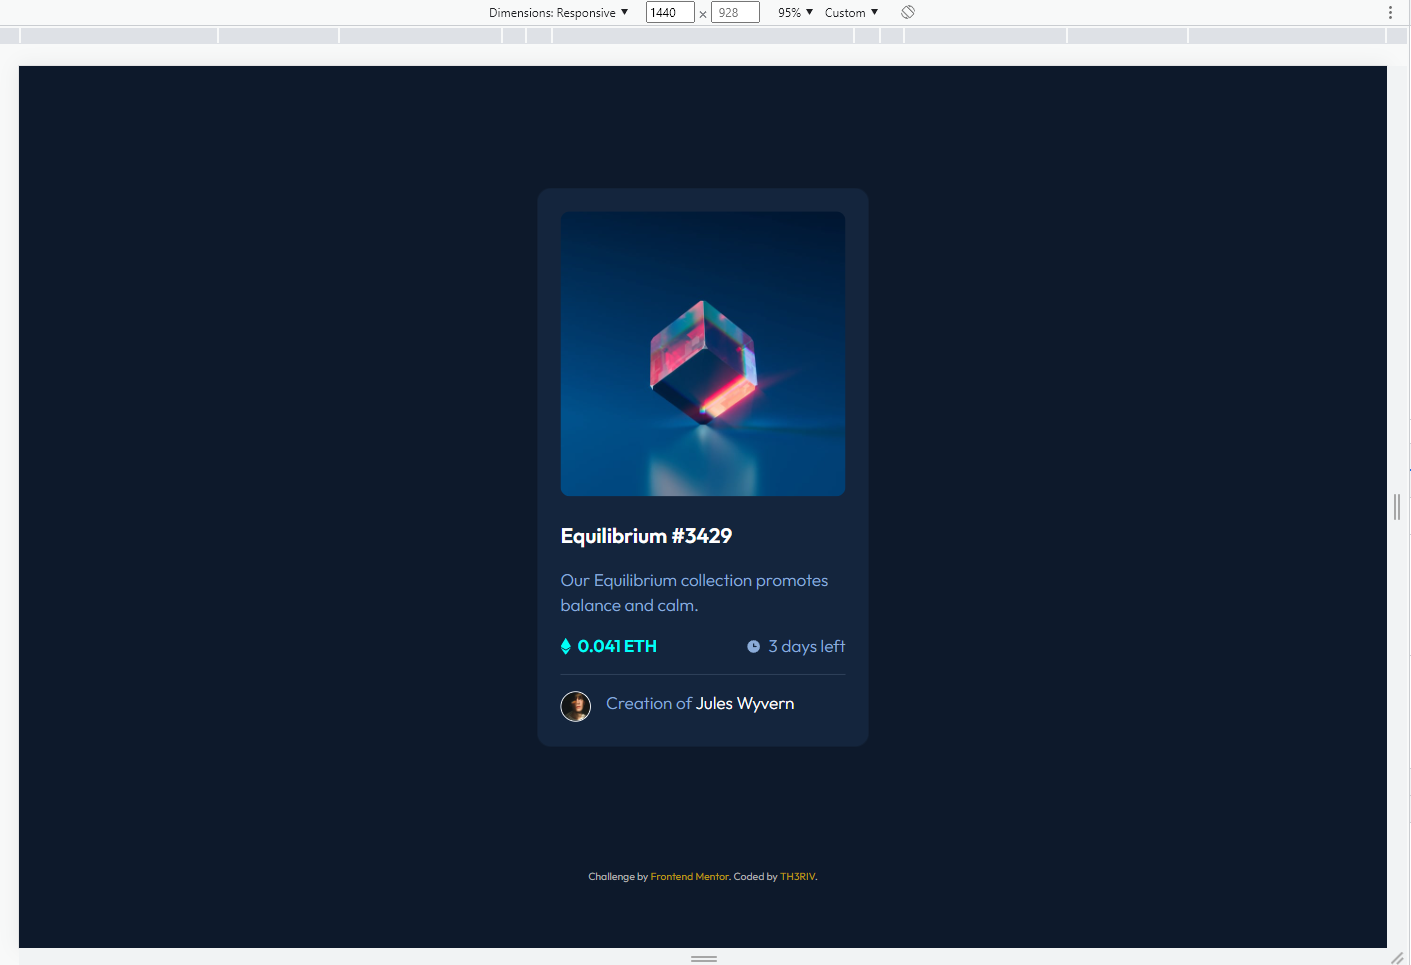 Dimensions: Responsive ▼ 1440 × 928 95% ▼ Custom ▼
Equilibrium #3429
Our Equilibrium collection promotes
balance and calm.
0.041 ETH 3 days left
Creation of Jules Wyvern
Challenge by Frontend Mentor. Coded by TH3RIV.